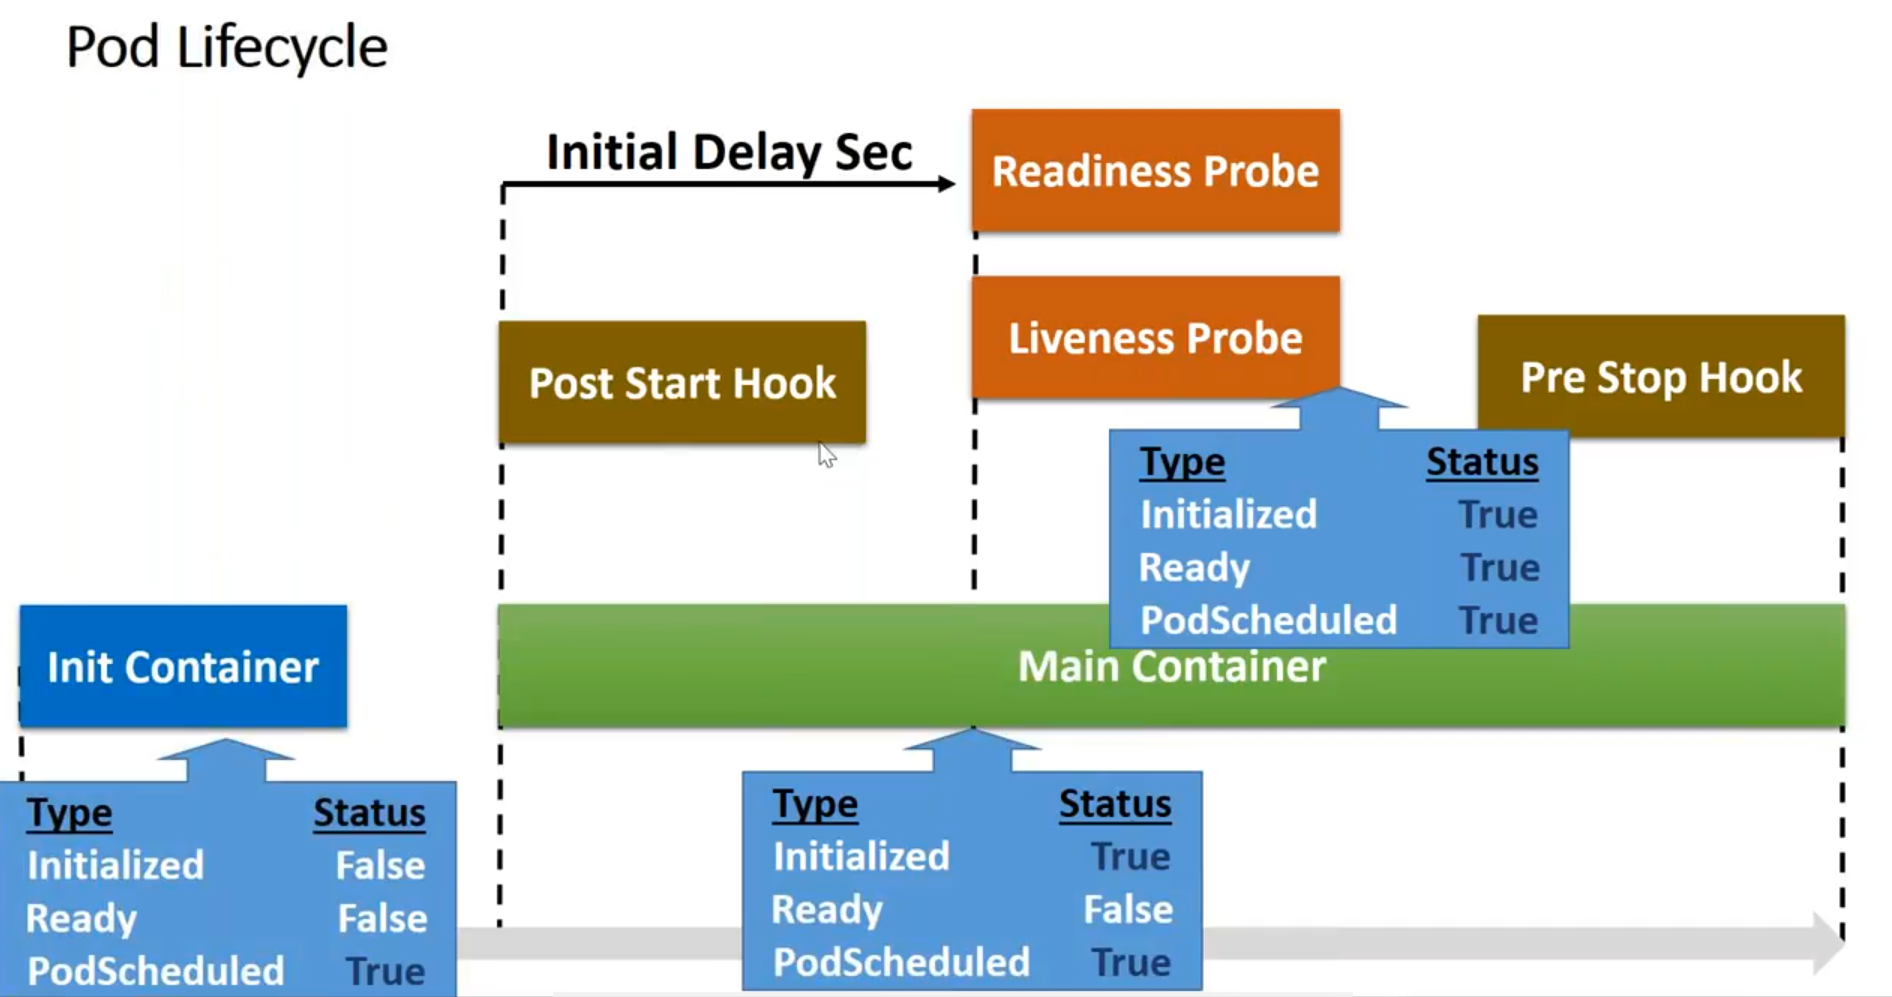 Pod Lifecycle
Initial Delay Sec
Readiness Probe
Liveness Probe
Post Start Hook
Pre Stop Hook
Type Status
Initialized True
Ready True
PodScheduled True
Init Container
Main Container
Type Status
Initialized False
Ready False
PodScheduled True
Type Status
Initialized True
Ready False
PodScheduled True